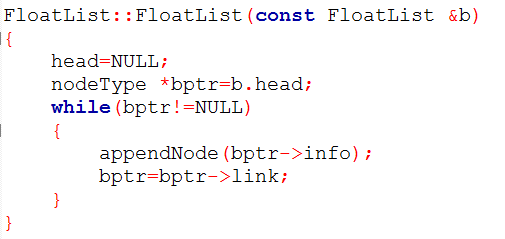 FloatList::FloatList(const FloatList &b)
{
    head=NULL;
    nodeType *bptr=b.head;
    while(bptr!=NULL)
    {
        appendNode(bptr->info);
        bptr=bptr->link;
    }
}